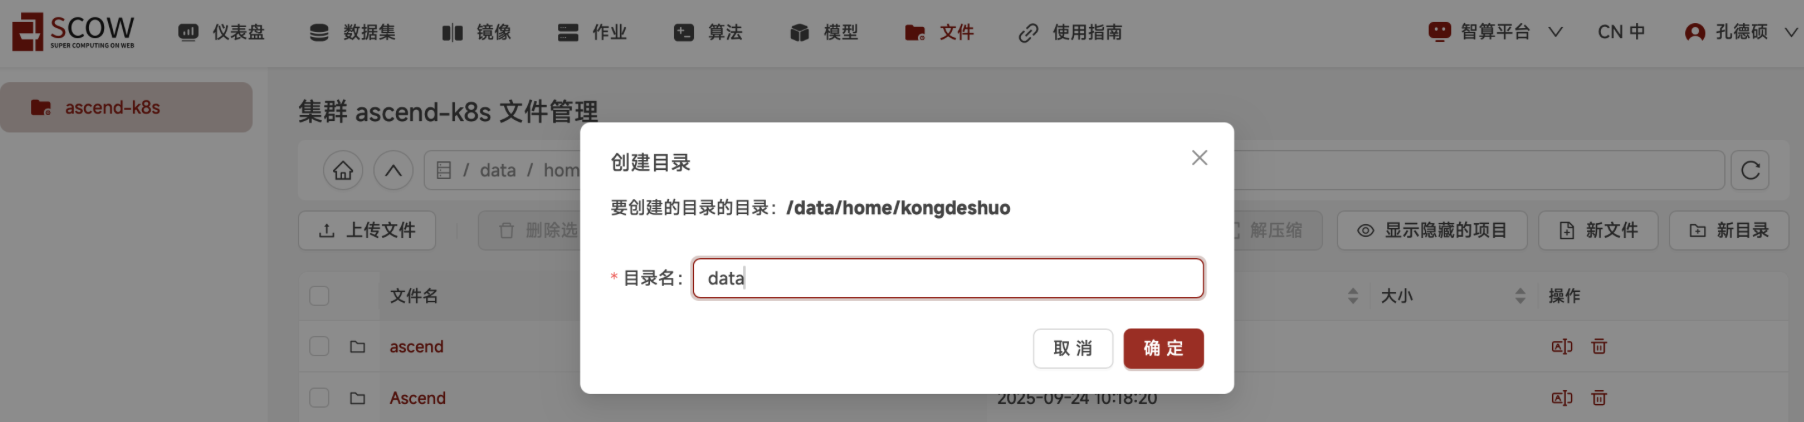 SCOW
SUPER COMPUTING ON WEB
仪表盘 数据集 镜像 作业 算法 模型 文件 使用指南 智算平台 CN 中 孔德硕
ascend-k8s
集群 ascend-k8s 文件管理
/ data / hom
上传文件 删除选 解压缩 显示隐藏的项目 新文件 新目录
文件名 大小 操作
ascend
Ascend 2025-09-24 10:18:20
创建目录
要创建的目录的目录：/data/home/kongdeshuo
* 目录名： data
取 消 确 定